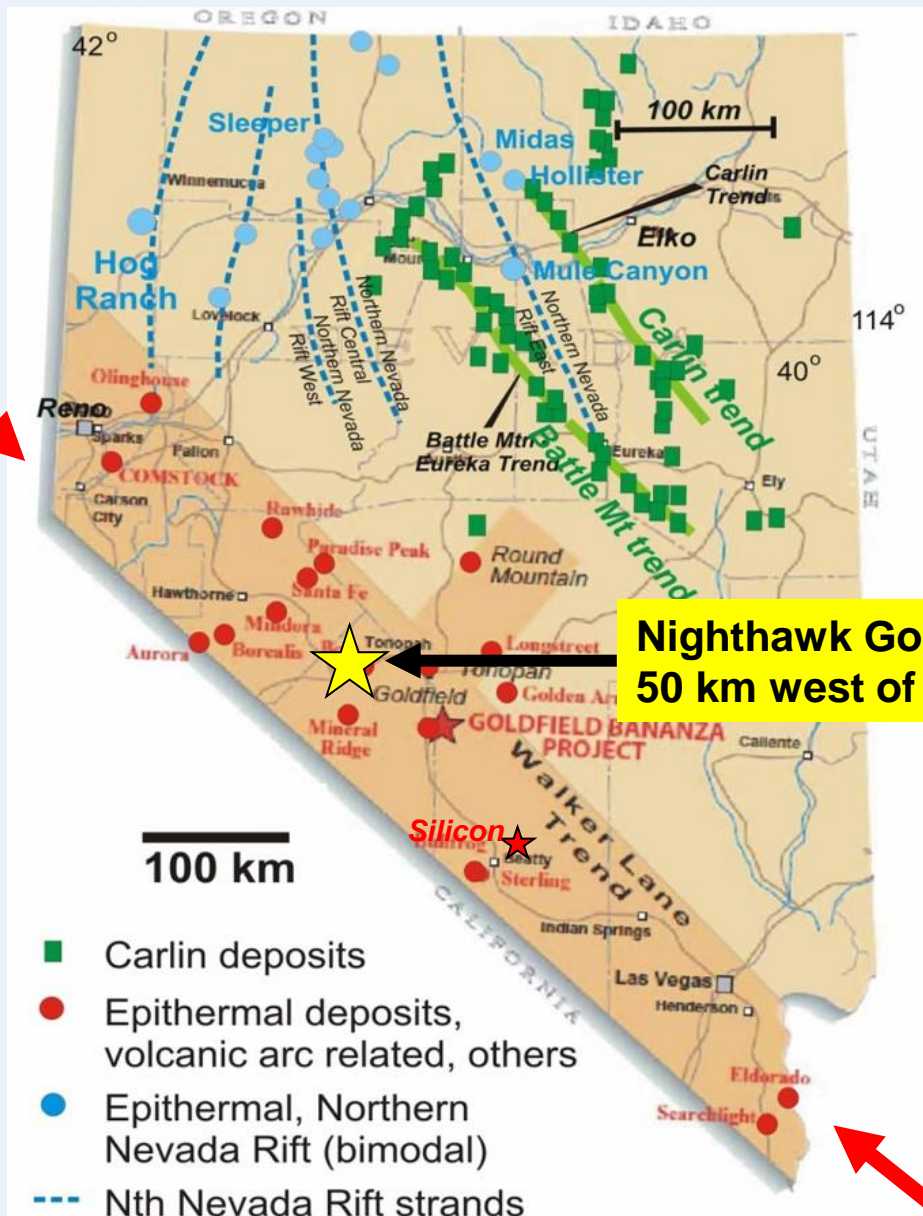 OREGON
IDAHO
42°
100 km
Sleeper
Midas
Winnemucca
Hollister
Carlin
Trend
Elko
Hog
Ranch
Mule Canyon
Lovelock
Northern Nevada
Rift Central
Northern Nevada
Rift West
Northern Nevada
Rift East
NEVADA
114°
40°
Carlin trend
Olinghouse
Reno
Sparks
Fallon
Battle Mtn
Eureka Trend
Battle Mt trend
Eureka
Ely
UTAH
COMSTOCK
Carson
City
Rawhide
Paradise Peak
Round
Mountain
Santa Fe
Hawthorne
Mindora
Borealis
Aurora
Tonopah
Longstreet
Tonopan
Nighthawk Go
50 km west of
Goldfield
Golden Ar
Mineral
Ridge
GOLDFIELD BANANZA
PROJECT
Caliente
Walker Lane
Trend
Silicon
Beatty
Sterling
100 km
CALIFORNIA
Indian Springs
Las Vegas
Henderson
Eldorado
Searchlight
Carlin deposits
Epithermal deposits,
volcanic arc related, others
Epithermal, Northern
Nevada Rift (bimodal)
Nth Nevada Rift strands